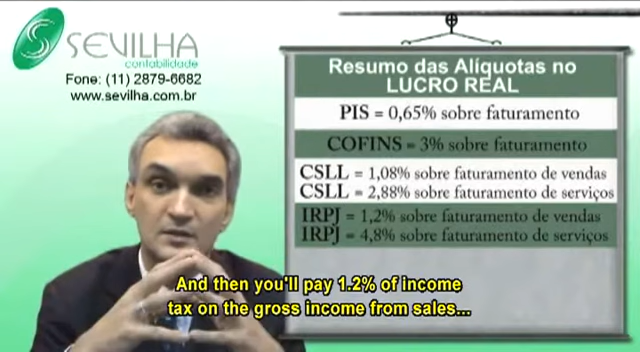 SEVILHA
contabilidade
Fone: (11) 2879-6682
www.sevilha.com.br
Resumo das Alíquotas no
LUCRO REAL
PIS = 0,65% sobre faturamento
COFINS = 3% sobre faturamento
CSLL = 1,08% sobre faturamento de vendas
CSLL = 2,88% sobre faturamento de serviços
IRPJ = 1,2% sobre faturamento de vendas
IRPJ = 4,8% sobre faturamento de serviços
And then you'll pay 1.2% of income
tax on the gross income from sales...